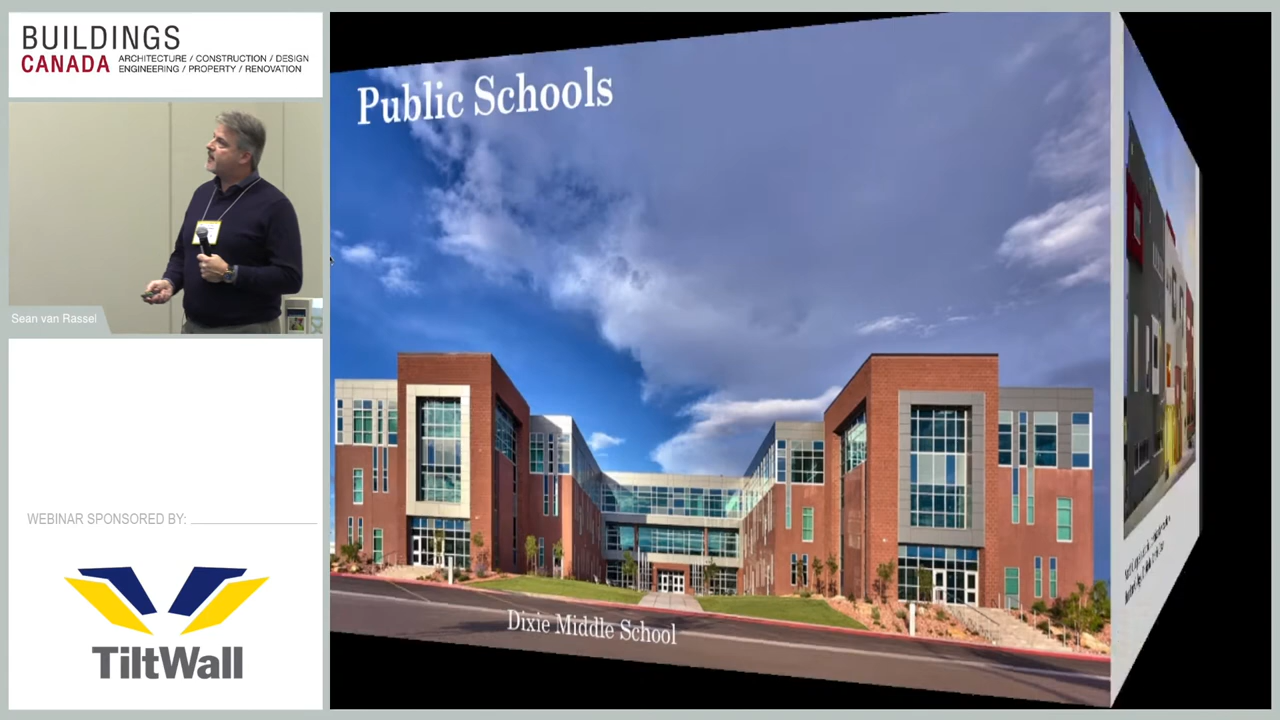 BUILDINGS
CANADA
ARCHITECTURE / CONSTRUCTION / DESIGN
ENGINEERING / PROPERTY / RENOVATION
Sean van Rassel
WEBINAR SPONSORED BY:
TiltWall
Public Schools
Dixie Middle School